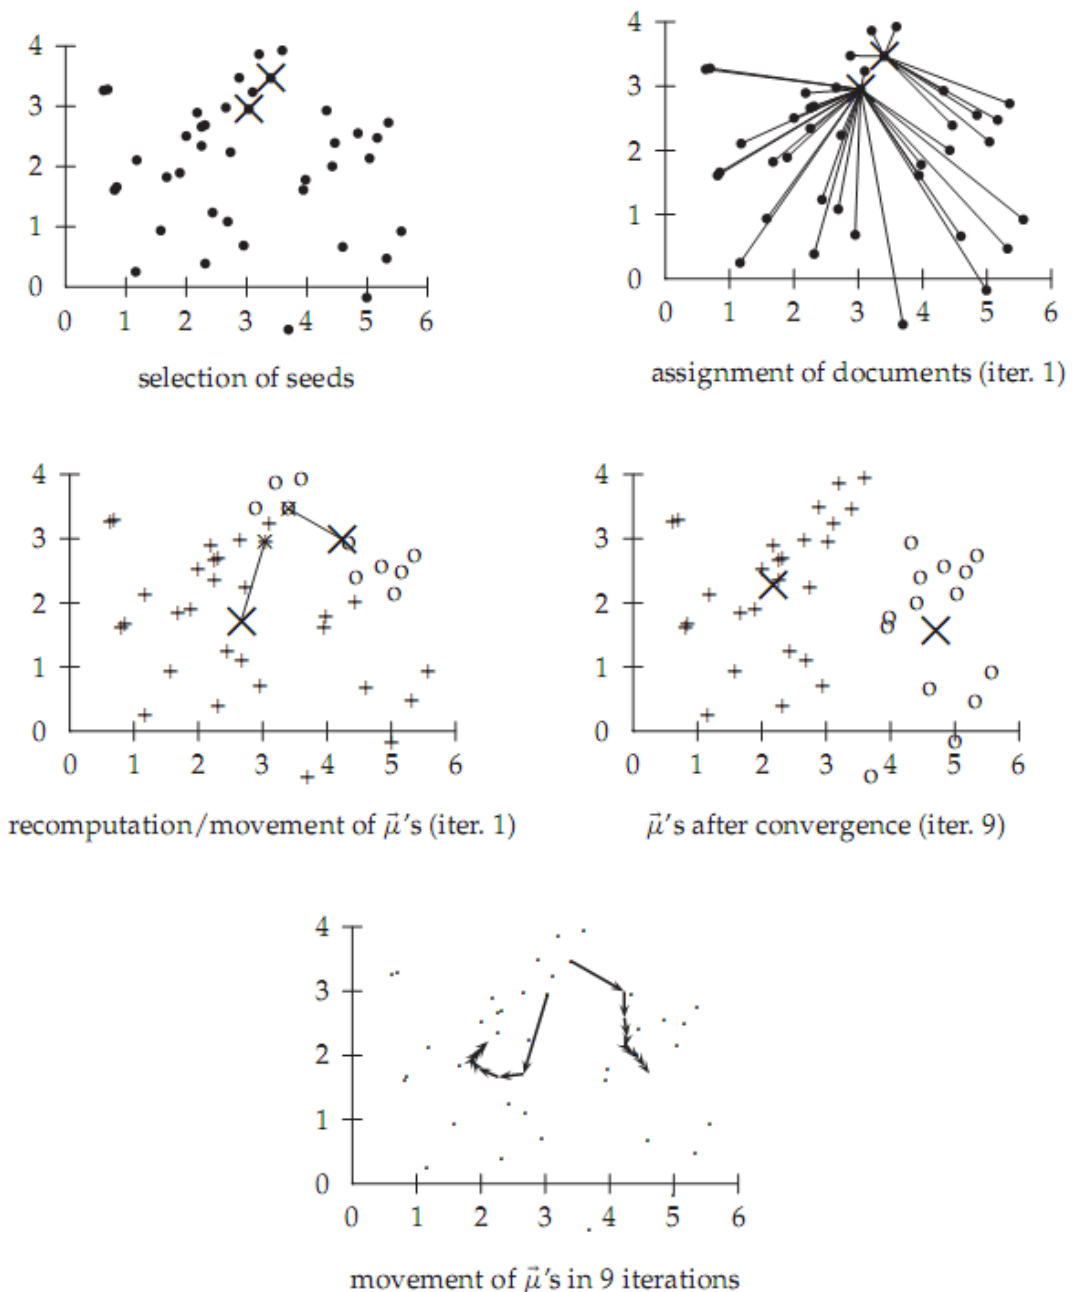 4
3
2
1
0
0 1 2 3 4 5 6
selection of seeds
4
3
2
1
0
0 1 2 3 4 5 6
assignment of documents (iter. 1)
4
3
2
1
0
0 1 2 3 4 5 6
recomputation/movement of μ⃗'s (iter. 1)
4
3
2
1
0
0 1 2 3 4 5 6
μ⃗'s after convergence (iter. 9)
4
3
2
1
0
0 1 2 3 4 5 6
movement of μ⃗'s in 9 iterations